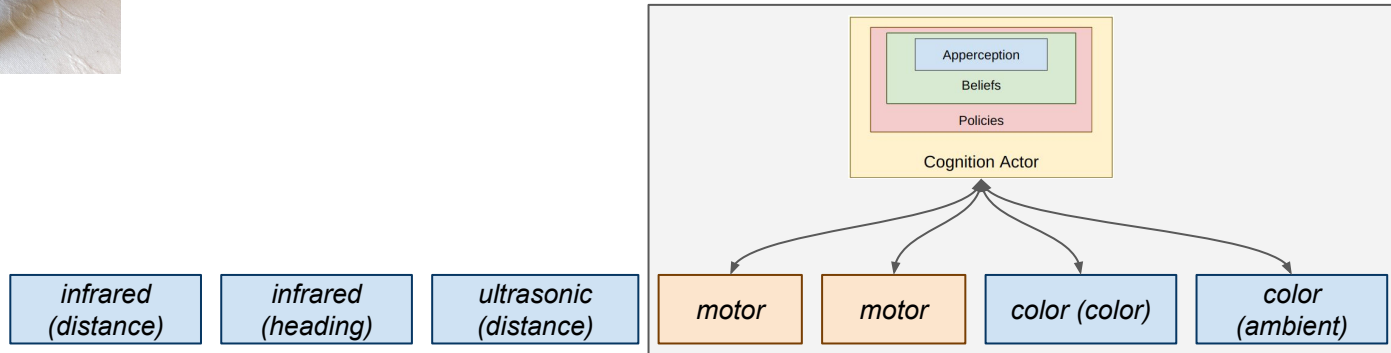 Apperception
Beliefs
Policies
Cognition Actor
infrared
(distance)
infrared
(heading)
ultrasonic
(distance)
motor
motor
color (color)
color
(ambient)